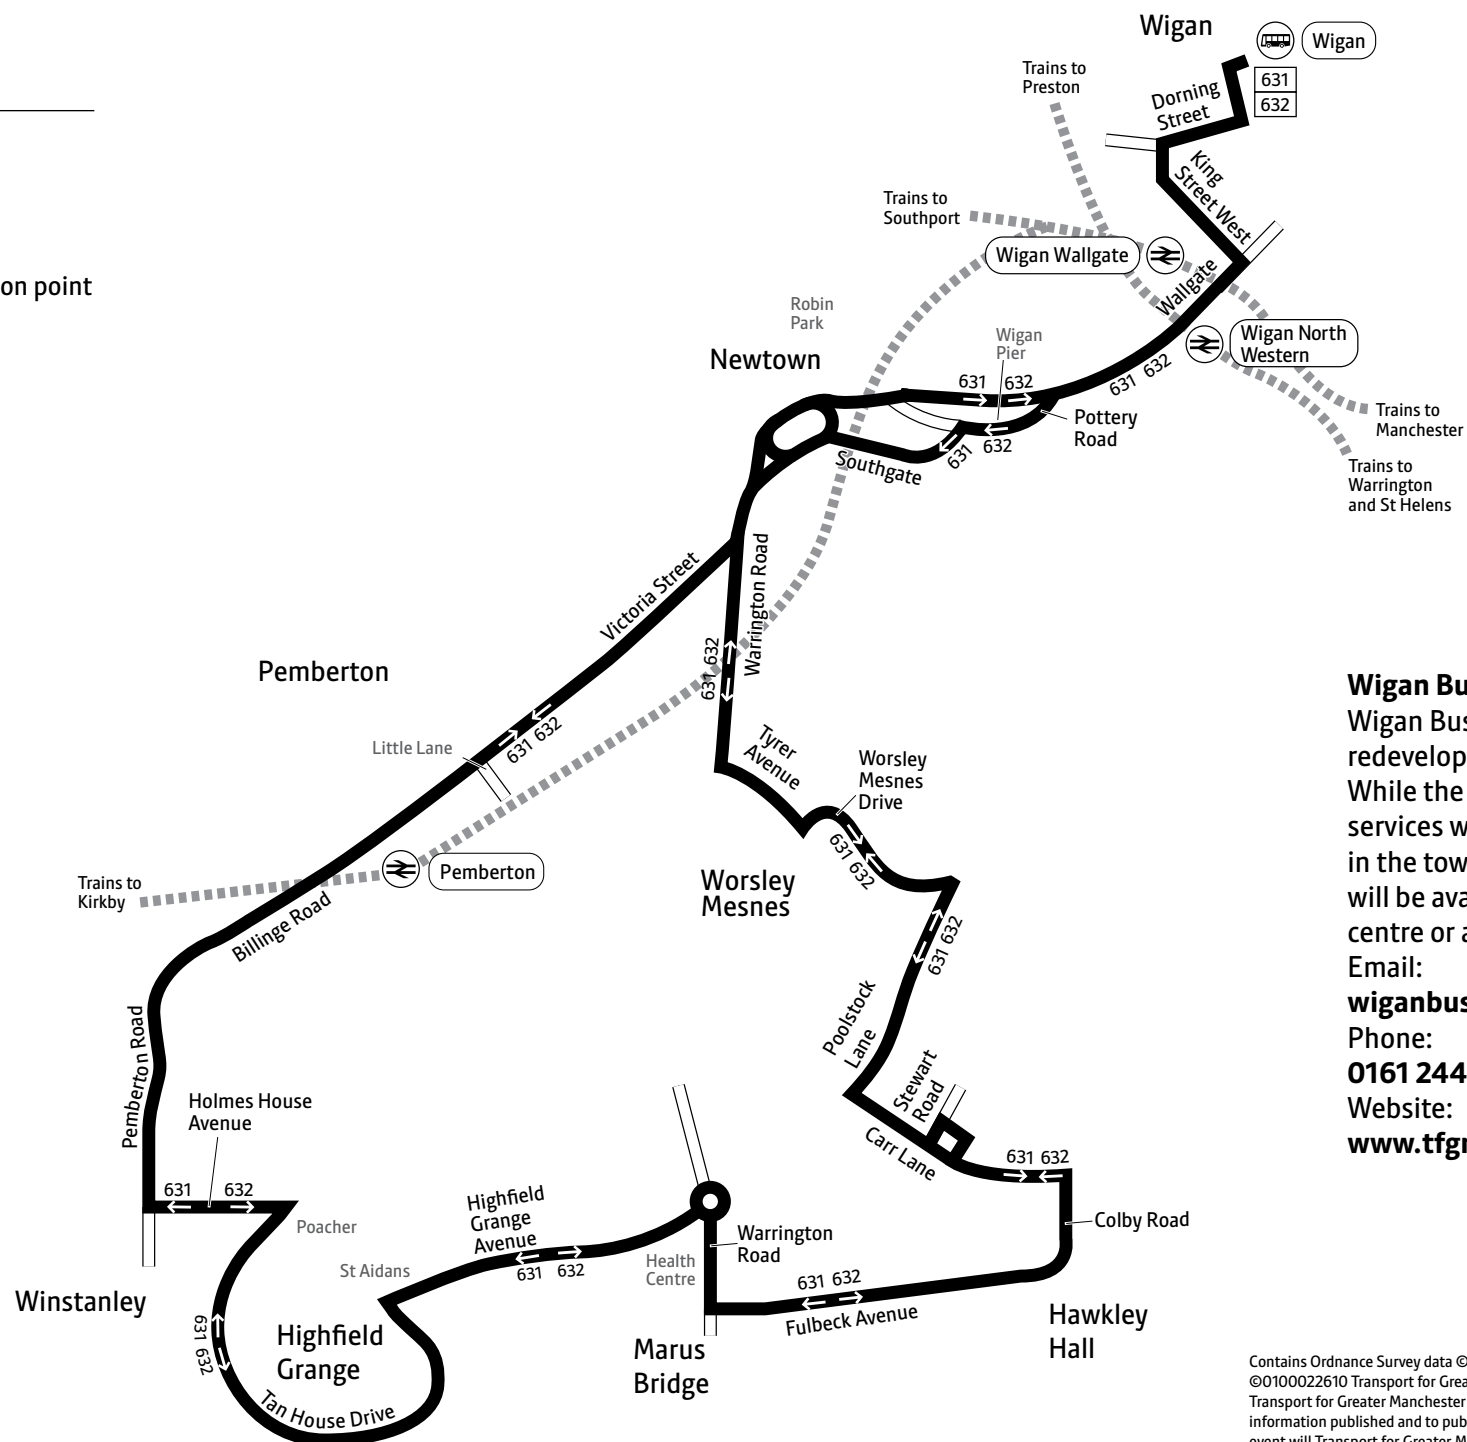 Wigan
Wigan
631
632
Trains to
Preston
Dorning
Street
King
Street West
Trains to
Southport
Wigan Wallgate
Wallgate
on point
Robin
Park
Wigan
Pier
Wigan North
Western
Newtown
631 632
631 632
Pottery
Road
631 632
Southgate
Trains to
Manchester
Trains to
Warrington
and St Helens
Victoria Street
Warrington Road
631 632
Pemberton
Little Lane
631 632
Tyrer
Avenue
Worsley
Mesnes
Drive
631 632
Trains to
Kirkby
Pemberton
Worsley
Mesnes
Billinge Road
631 632
Pemberton Road
Poolstock
Lane
Stewart
Road
Carr Lane
631 632
Holmes House
Avenue
631 632
Poacher
Highfield
Grange
Avenue
St Aidans
631 632
Health
Centre
Warrington
Road
Colby Road
631 632
Fulbeck Avenue
Winstanley
631 632
Highfield
Grange
Tan House Drive
Marus
Bridge
Hawkley
Hall
Wigan Bu
Wigan Bus
redevelop
While the
services w
in the tow
will be ava
centre or a
Email:
wiganbus
Phone:
0161 244
Website:
www.tfgm
Contains Ordnance Survey data ©
©0100022610 Transport for Grea
Transport for Greater Manchester
information published and to pub
event will Transport for Greater M